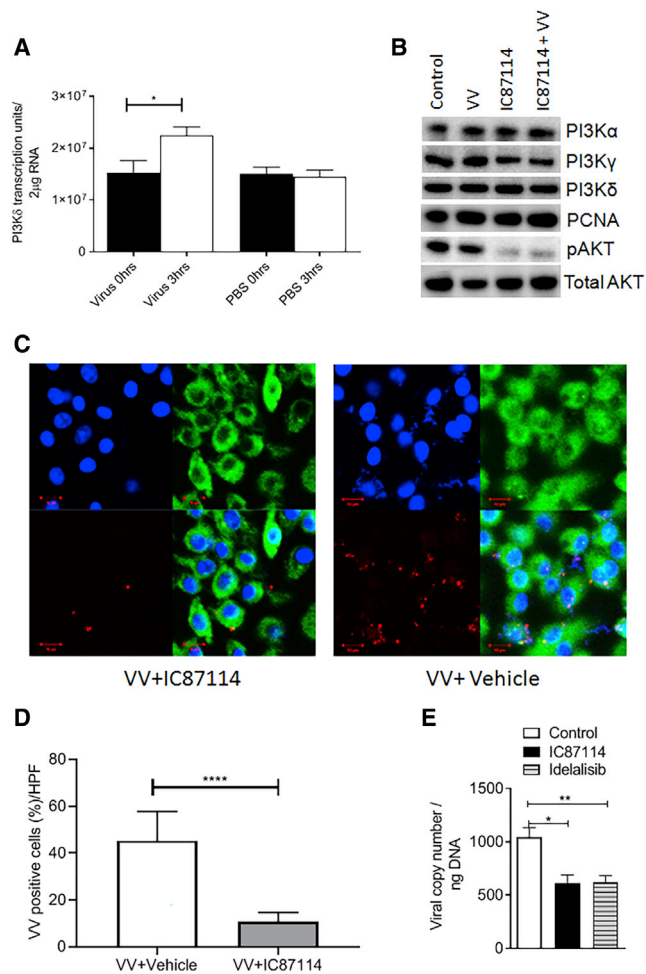 A
PI3Kδ transcription units/
2μg RNA
3×10⁷
2×10⁷
1×10⁷
0
*
Virus 0hrs
Virus 3hrs
PBS 0hrs
PBS 3hrs
B
Control
VV
IC87114
IC87114 + VV
PI3Kα
PI3Kγ
PI3Kδ
PCNA
pAKT
Total AKT
C
VV+IC87114
VV+ Vehicle
D
VV positive cells (%)/HPF
80
60
40
20
0
****
VV+Vehicle
VV+IC87114
E
Control
IC87114
Idelalisib
Viral copy number /
ng DNA
1500
1000
500
0
**
*